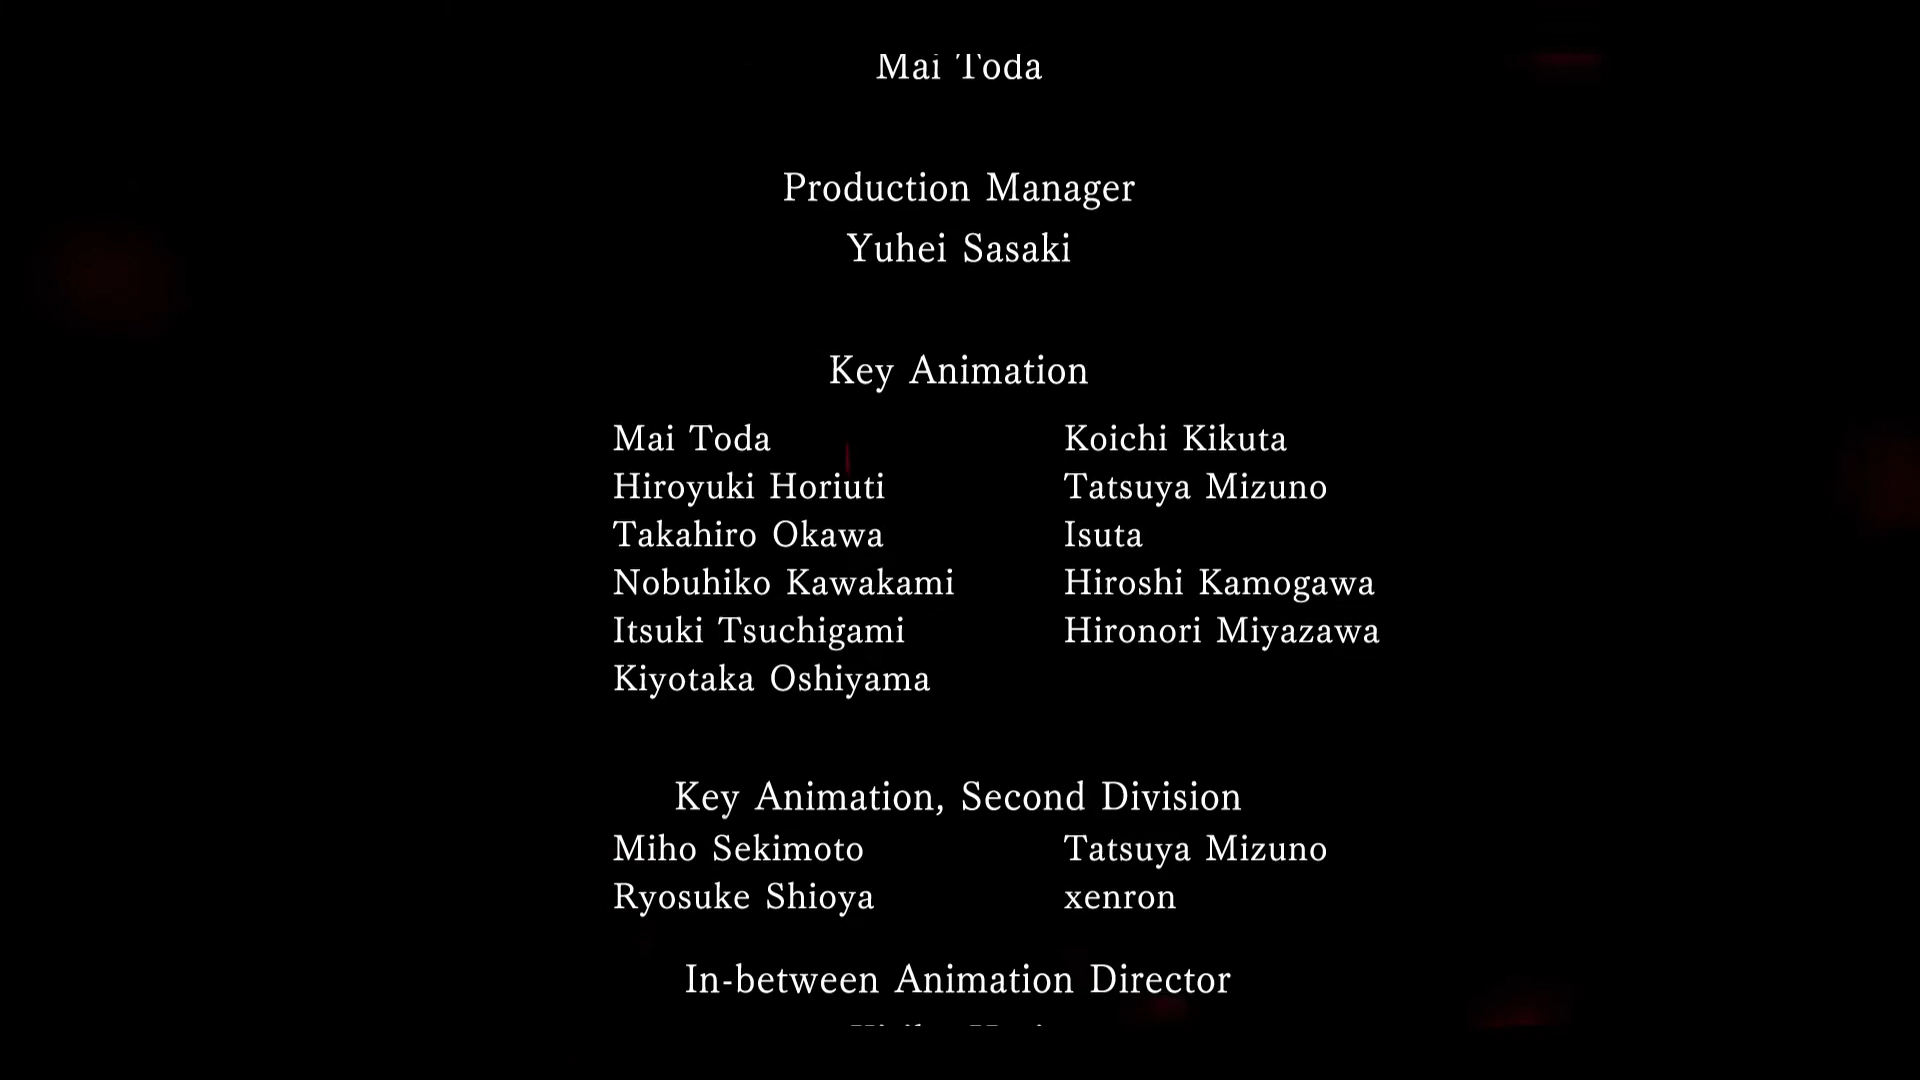 Mai Toda
Production Manager
Yuhei Sasaki
Key Animation
Mai Toda
Koichi Kikuta
Hiroyuki Horiuti
Tatsuya Mizuno
Takahiro Okawa
Isuta
Nobuhiko Kawakami
Hiroshi Kamogawa
Itsuki Tsuchigami
Hironori Miyazawa
Kiyotaka Oshiyama
Key Animation, Second Division
Miho Sekimoto
Tatsuya Mizuno
Ryosuke Shioya
xenron
In-between Animation Director